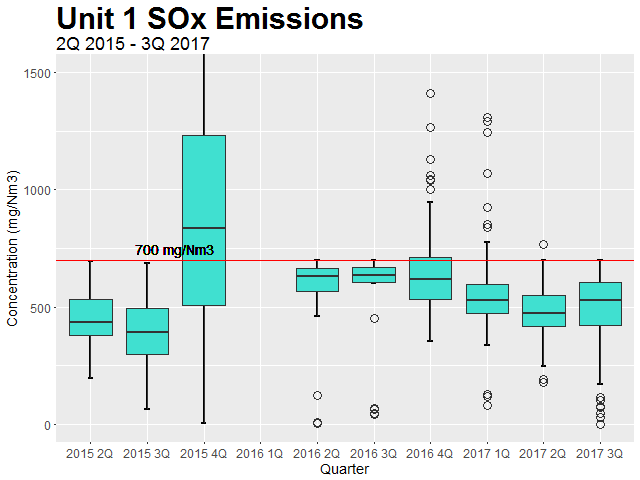 Unit 1 SOx Emissions
2Q 2015 - 3Q 2017
1500
1000
500
0
Concentration (mg/Nm3)
700 mg/Nm3
2015 2Q 2015 3Q 2015 4Q 2016 1Q 2016 2Q 2016 3Q 2016 4Q 2017 1Q 2017 2Q 2017 3Q
Quarter